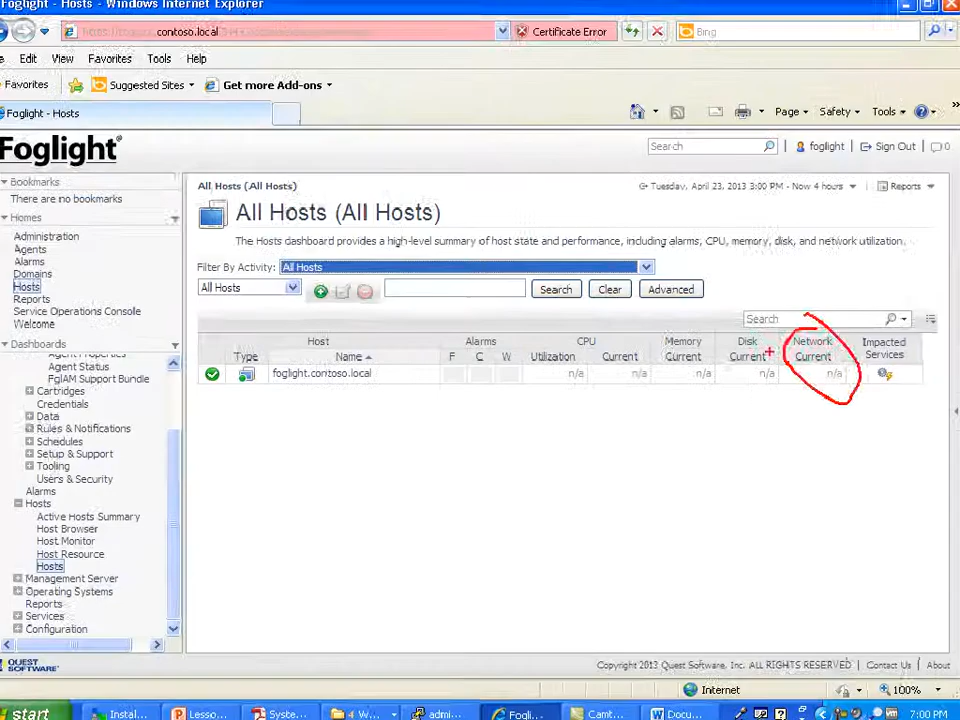 Foglight - Hosts - Windows Internet Explorer
contoso.local
Certificate Error
Bing
Edit View Favorites Tools Help
Favorites Suggested Sites Get more Add-ons
Foglight - Hosts
Page Safety Tools
Foglight
Search foglight Sign Out 0
Bookmarks
There are no bookmarks
Homes
Administration
Agents
Alarms
Domains
Hosts
Reports
Service Operations Console
Welcome
Dashboards
Agent Properties
Agent Status
FglAM Support Bundle
Cartridges
Credentials
Data
Rules & Notifications
Schedules
Setup & Support
Tooling
Users & Security
Alarms
Hosts
Active Hosts Summary
Host Browser
Host Monitor
Host Resource
Hosts
Management Server
Operating Systems
Reports
Services
Configuration
All Hosts (All Hosts)
Tuesday, April 23, 2013 3:00 PM - Now 4 hours Reports
All Hosts (All Hosts)
The Hosts dashboard provides a high-level summary of host state and performance, including alarms, CPU, memory, disk, and network utilization.
Filter By Activity: All Hosts
All Hosts Search Clear Advanced
Search
Host Alarms CPU Memory Disk Network Impacted
Type Name F C W Utilization Current Current Current Current Services
foglight.contoso.local n/a n/a n/a n/a n/a
QUEST
SOFTWARE
Copyright 2013 Quest Software, Inc. ALL RIGHTS RESERVED Contact Us About
Internet 100%
start Instal... Lesso... Syste... 4 W... admi... Fogli... Camt... Docu... 7:00 PM